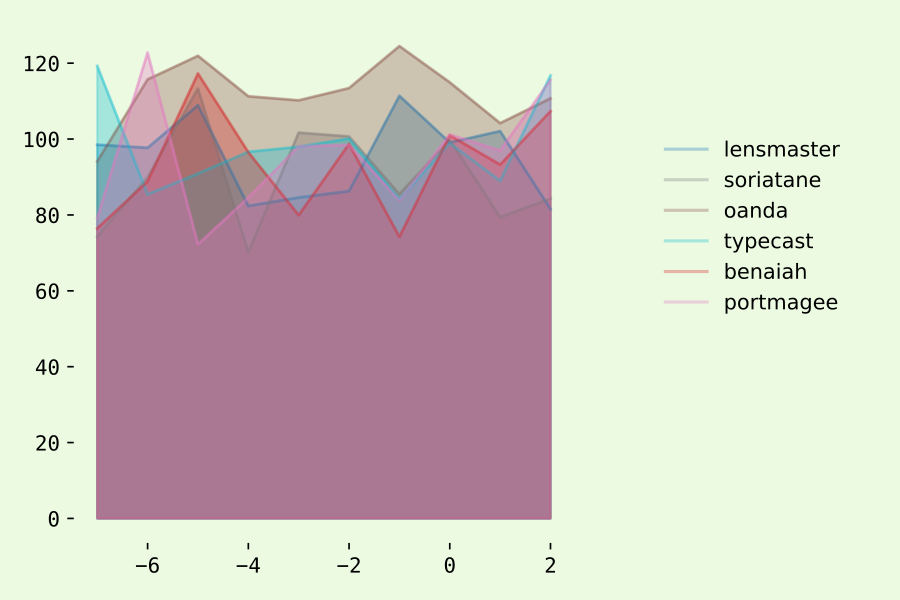 120
100
80
60
40
20
0
−6 −4 −2 0 2
lensmaster
soriatane
oanda
typecast
benaiah
portmagee